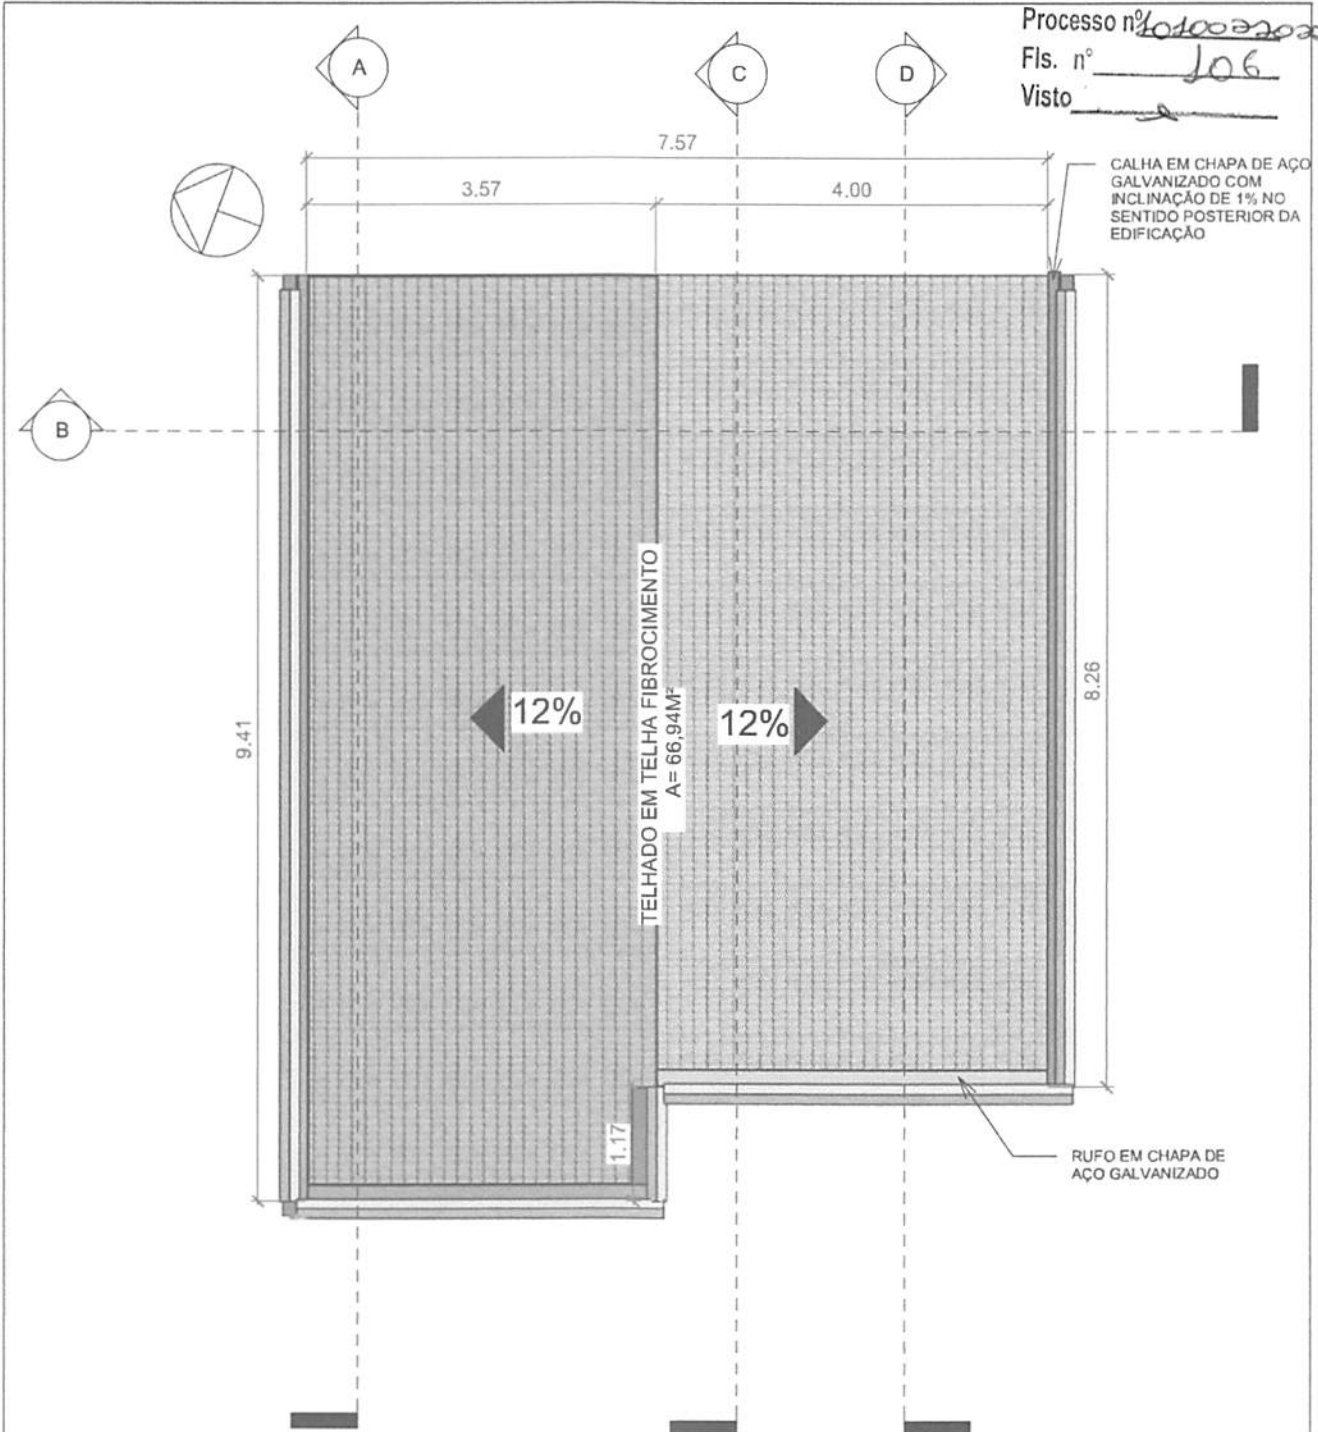 Processo nº
Fls. nº 106
Visto
A
C
D
7.57
3.57
4.00
CALHA EM CHAPA DE AÇO
GALVANIZADO COM
INCLINAÇÃO DE 1% NO
SENTIDO POSTERIOR DA
EDIFICAÇÃO
B
TELHADO EM TELHA FIBROCIMENTO
A= 66,94M²
12%
12%
9.41
8.26
1.17
RUFO EM CHAPA DE
AÇO GALVANIZADO